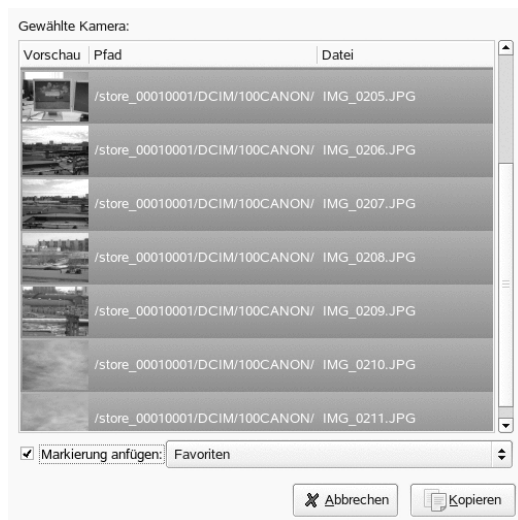 Gewählte Kamera:
Vorschau Pfad Datei
/store_00010001/DCIM/100CANON/ IMG_0205.JPG
/store_00010001/DCIM/100CANON/ IMG_0206.JPG
/store_00010001/DCIM/100CANON/ IMG_0207.JPG
/store_00010001/DCIM/100CANON/ IMG_0208.JPG
/store_00010001/DCIM/100CANON/ IMG_0209.JPG
/store_00010001/DCIM/100CANON/ IMG_0210.JPG
/store_00010001/DCIM/100CANON/ IMG_0211.JPG
Markierung anfügen: Favoriten
Abbrechen Kopieren